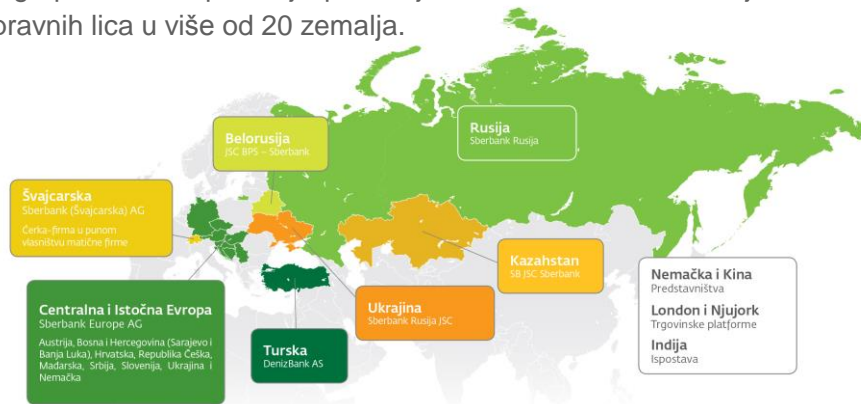 u više od 20 zemalja.
Belorusija
JSC BPS – Sberbank
Rusija
Sberbank Rusija
Švajcarska
Sberbank (Švajcarska) AG
Ćerka-firma u punom
vlasništvu matične firme
Kazahstan
SB JSC Sberbank
Centralna i Istočna Evropa
Sberbank Europe AG
Austrija, Bosna i Hercegovina (Sarajevo i
Banja Luka), Hrvatska, Republika Češka,
Mađarska, Srbija, Slovenija, Ukrajina i
Nemačka
Ukrajina
Sberbank Rusija JSC
Turska
DenizBank AS
Nemačka i Kina
Predstavništva
London i Njujork
Trgovinske platforme
Indija
Ispostava